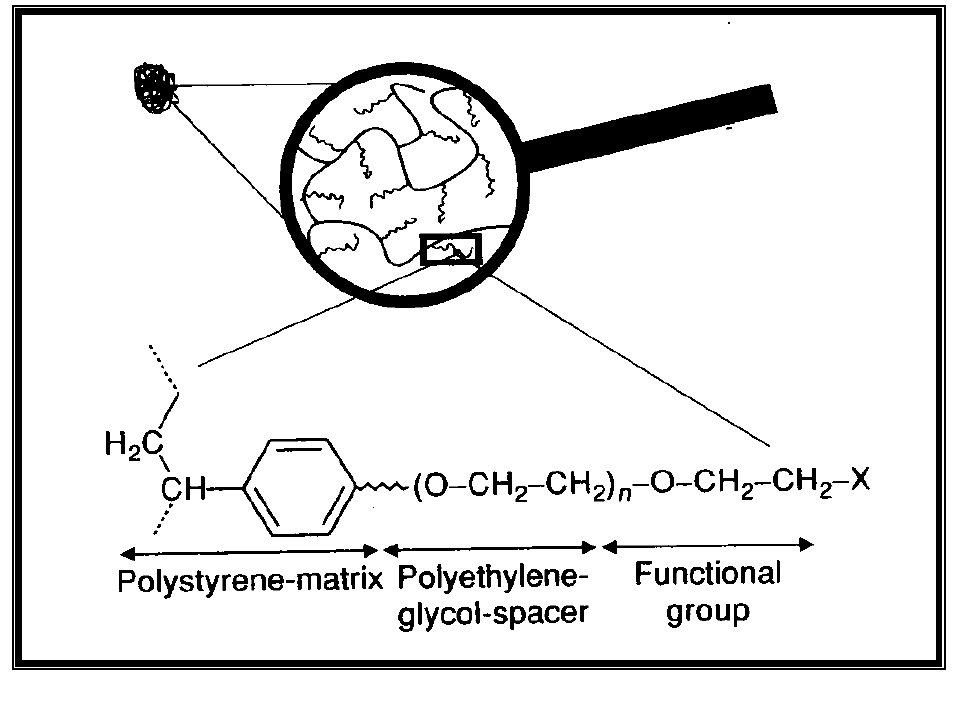 H₂C
CH
(O–CH₂–CH₂)ₙ–O–CH₂–CH₂–X
Polystyrene-matrix
Polyethylene-
glycol-spacer
Functional
group